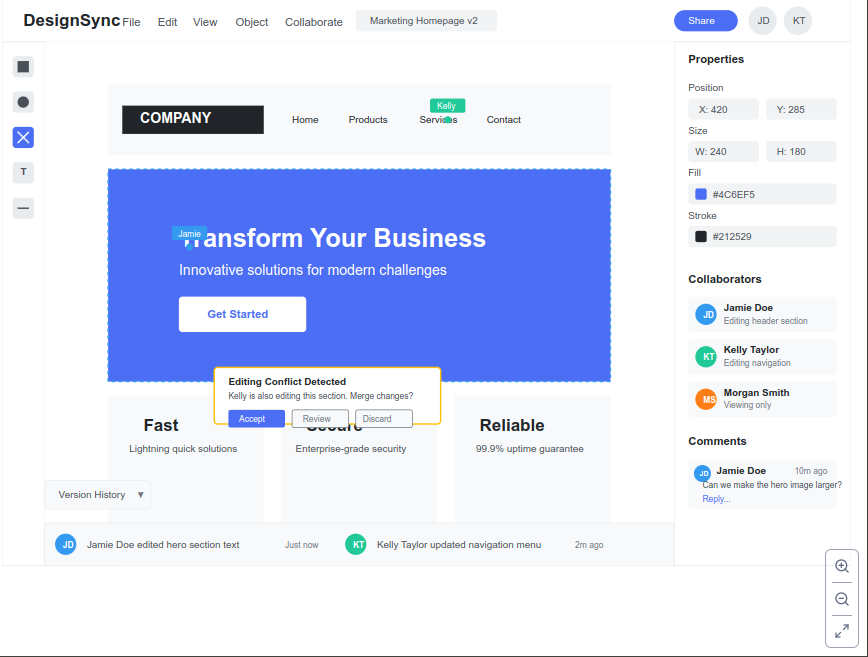 DesignSync File Edit View Object Collaborate Marketing Homepage v2 Share JD KT
T
COMPANY Home Products Services Contact
Kelly
Jamie
Transform Your Business
Innovative solutions for modern challenges
Get Started
Editing Conflict Detected
Kelly is also editing this section. Merge changes?
Accept Review Discard
Fast
Lightning quick solutions
Secure
Enterprise-grade security
Reliable
99.9% uptime guarantee
Version History ▼
JD Jamie Doe edited hero section text Just now KT Kelly Taylor updated navigation menu 2m ago
Properties
Position
X: 420 Y: 285
Size
W: 240 H: 180
Fill
#4C6EF5
Stroke
#212529
Collaborators
JD Jamie Doe
Editing header section
KT Kelly Taylor
Editing navigation
MS Morgan Smith
Viewing only
Comments
JD Jamie Doe 10m ago
Can we make the hero image larger?
Reply...